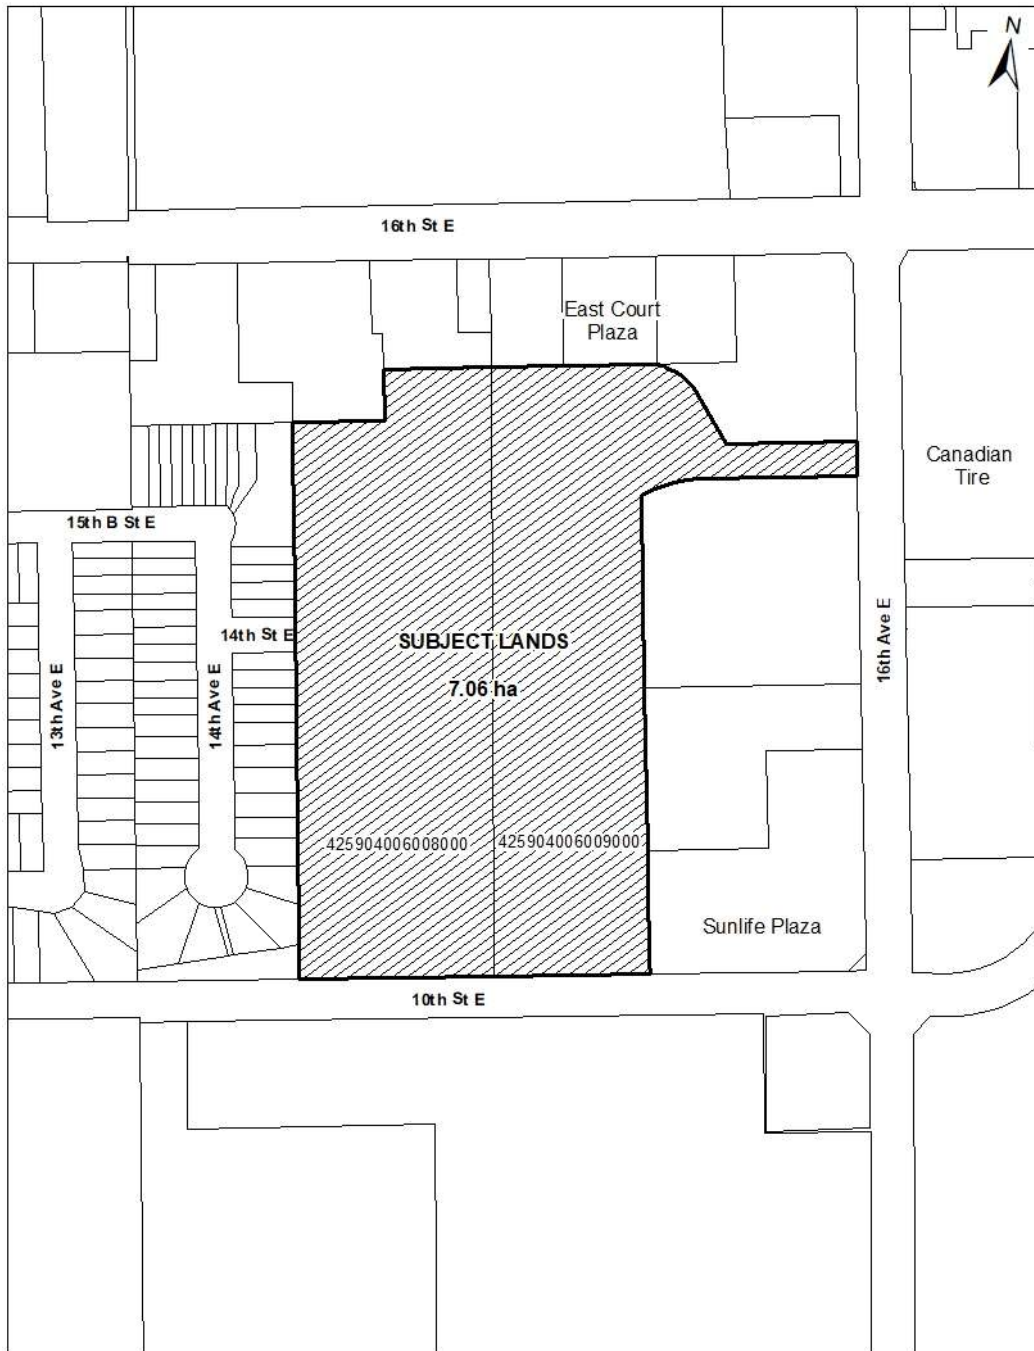 N
16th St E
East Court
Plaza
Canadian
Tire
15th B St E
14th St E
SUBJECT LANDS
7.06 ha
13th Ave E
14th Ave E
16th Ave E
425904006008000
425904006009000
Sunlife Plaza
10th St E